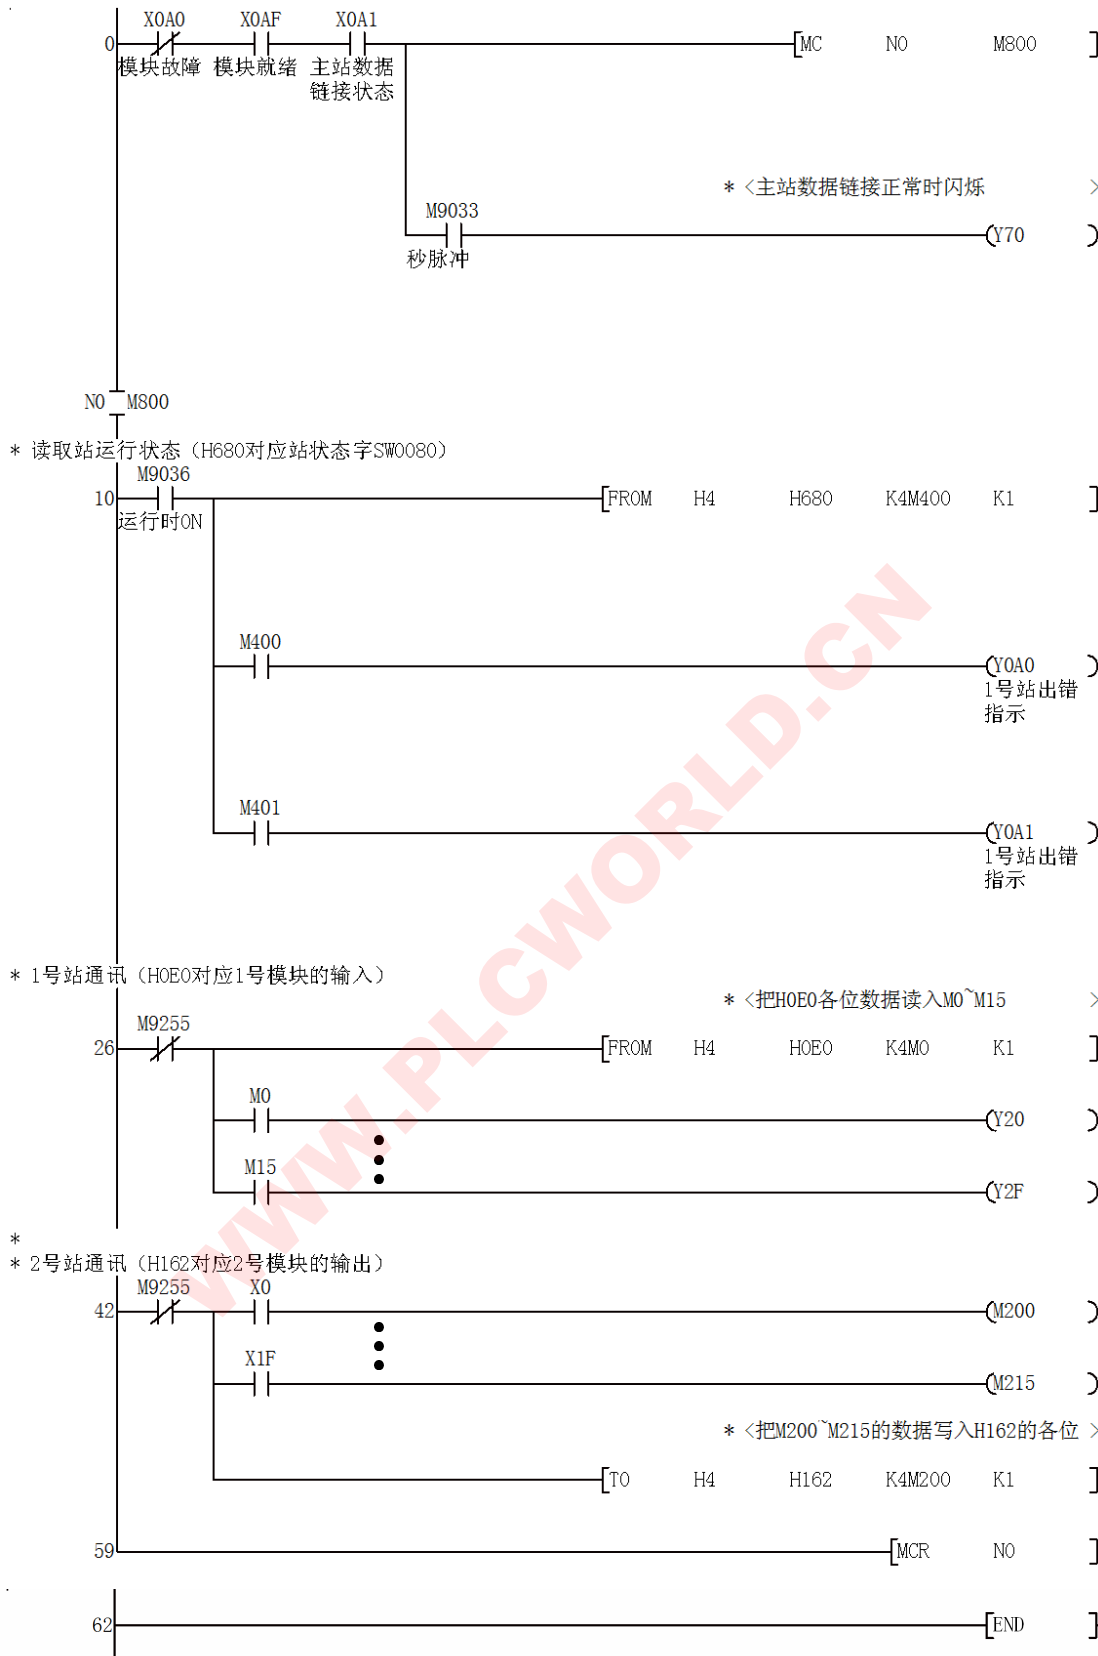 X0A0 X0AF X0A1
0 [MC N0 M800 ]
模块故障 模块就绪 主站数据
链接状态
* <主站数据链接正常时闪烁 >
M9033
(Y70 )
秒脉冲
N0 M800
* 读取站运行状态（H680对应站状态字SW0080）
M9036
10 [FROM H4 H680 K4M400 K1 ]
运行时ON
M400
(Y0A0 )
1号站出错
指示
M401
(Y0A1 )
1号站出错
指示
* 1号站通讯（H0E0对应1号模块的输入）
* <把H0E0各位数据读入M0~M15 >
M9255
26 [FROM H4 H0E0 K4M0 K1 ]
M0
(Y20 )
M15
(Y2F )
*
* 2号站通讯（H162对应2号模块的输出）
M9255 X0
42 (M200 )
X1F
(M215 )
* <把M200~M215的数据写入H162的各位 >
[TO H4 H162 K4M200 K1 ]
59 [MCR N0 ]
62 [END ]
WWW.PLCWORLD.CN